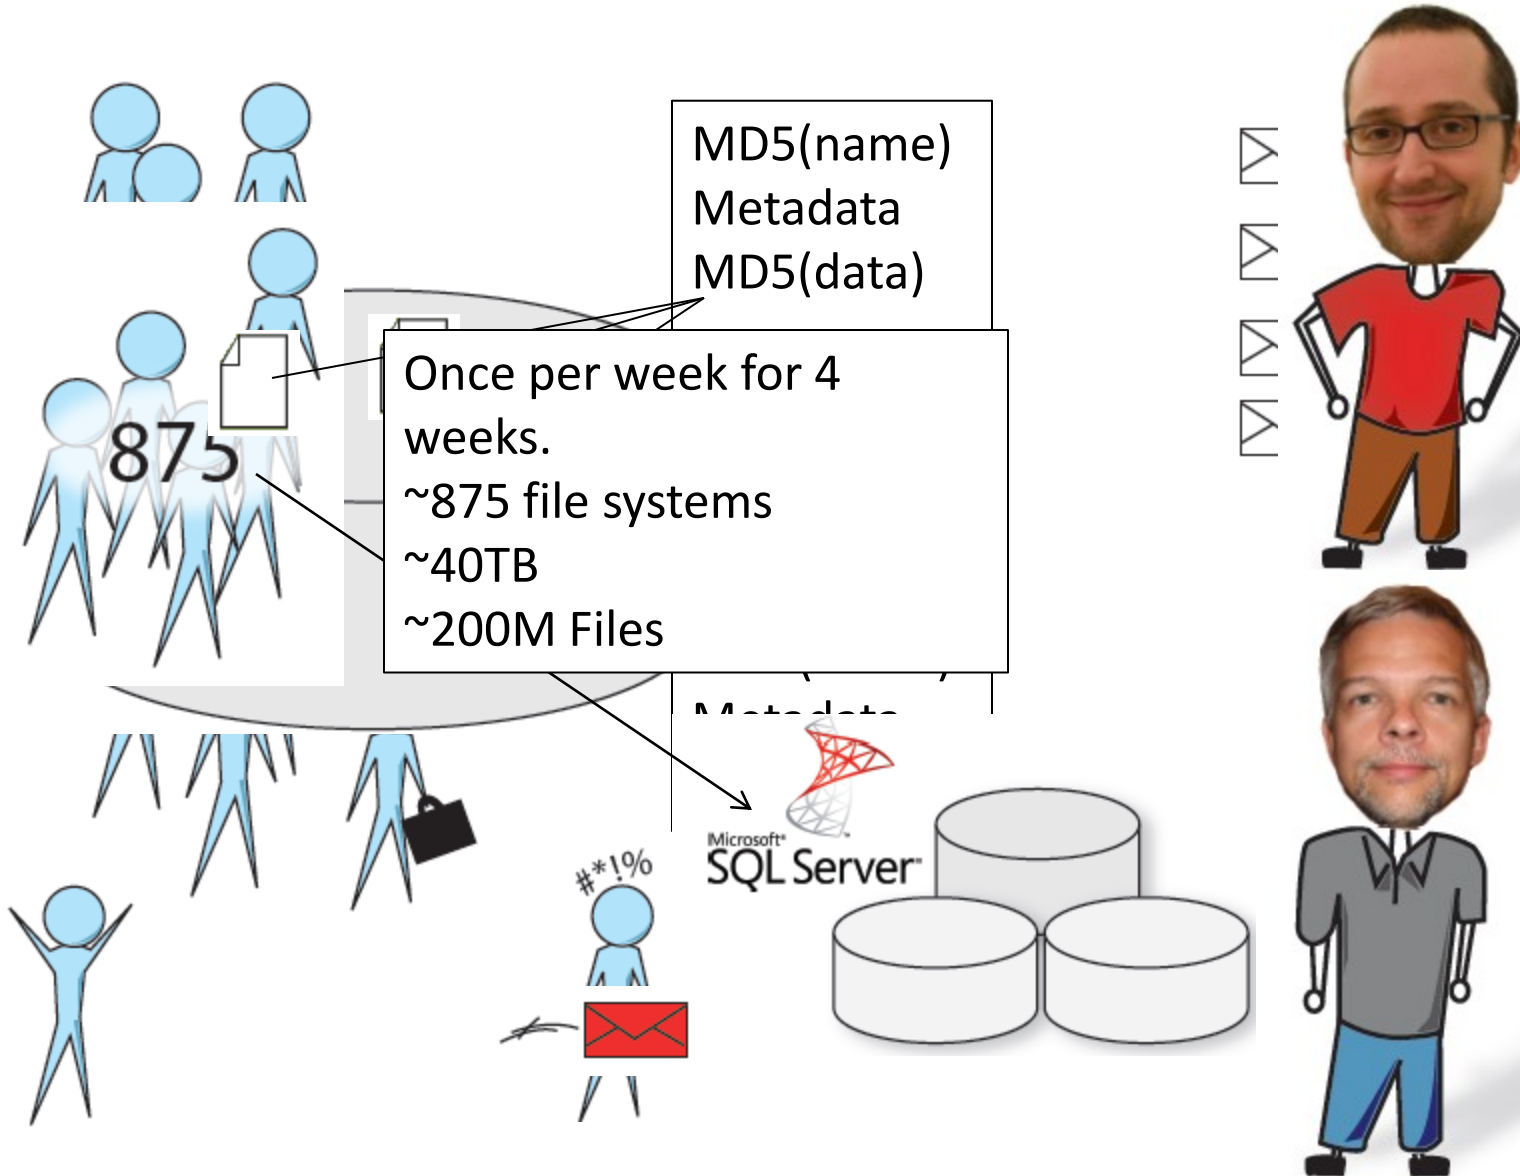 MD5(name)
Metadata
MD5(data)
875
Once per week for 4
weeks.
~875 file systems
~40TB
~200M Files
Metadata
#*!%
Microsoft®
SQL Server®